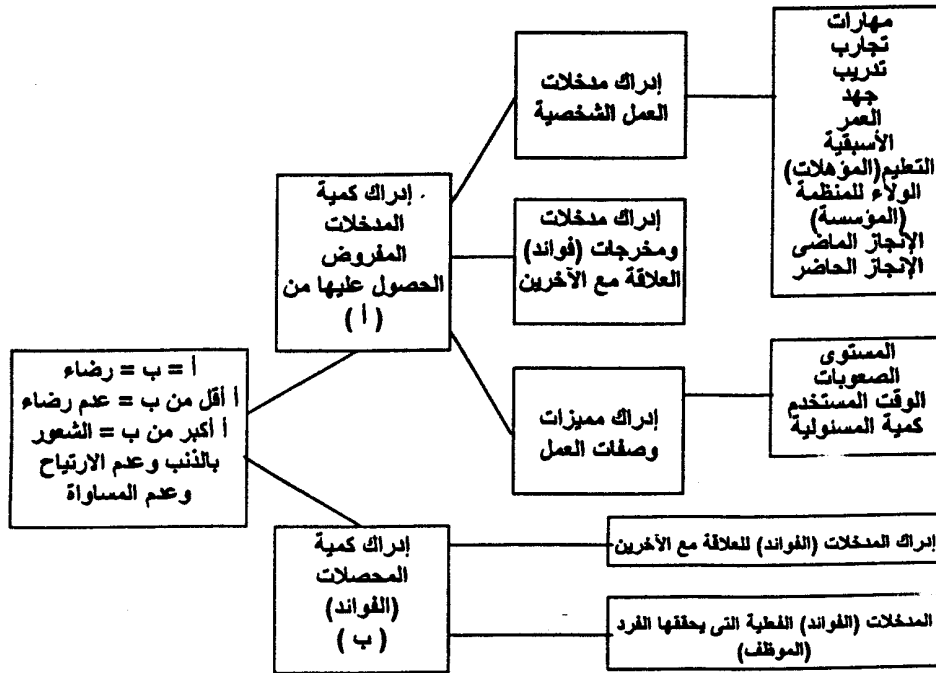 مهارات
تجارب
تدريب
جهد
العمر
الأسبقية
التعليم(المؤهلات)
الولاء للمنظمة
(المؤسسة)
الإنجاز الماضى
الإنجاز الحاضر
إدراك مدخلات
العمل الشخصية
إدراك كمية
المدخلات
المفروض
الحصول عليها من
( أ )
إدراك مدخلات
ومخرجات (فوائد)
العلاقة مع الآخرين
المستوى
الصعوبات
الوقت المستخدم
كمية المسئولية
إدراك مميزات
وصفات العمل
أ = ب = رضاء
أ أقل من ب = عدم رضاء
أ أكبر من ب = الشعور
بالذنب وعدم الارتياح
وعدم المساواة
إدراك كمية
المحصلات
(الفوائد)
( ب )
إدراك المدخلات (الفوائد) للعلاقة مع الآخرين
المدخلات (الفوائد) الفعلية التى يحققها الفرد
(الموظف)